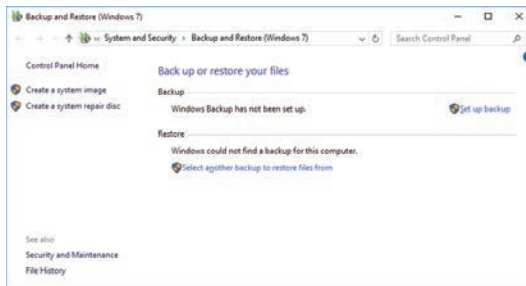 Backup and Restore (Windows 7)
« System and Security › Backup and Restore (Windows 7)
Search Control Panel
Control Panel Home
Create a system image
Create a system repair disc
Back up or restore your files
Backup
Windows Backup has not been set up.
Set up backup
Restore
Windows could not find a backup for this computer.
Select another backup to restore files from
See also
Security and Maintenance
File History